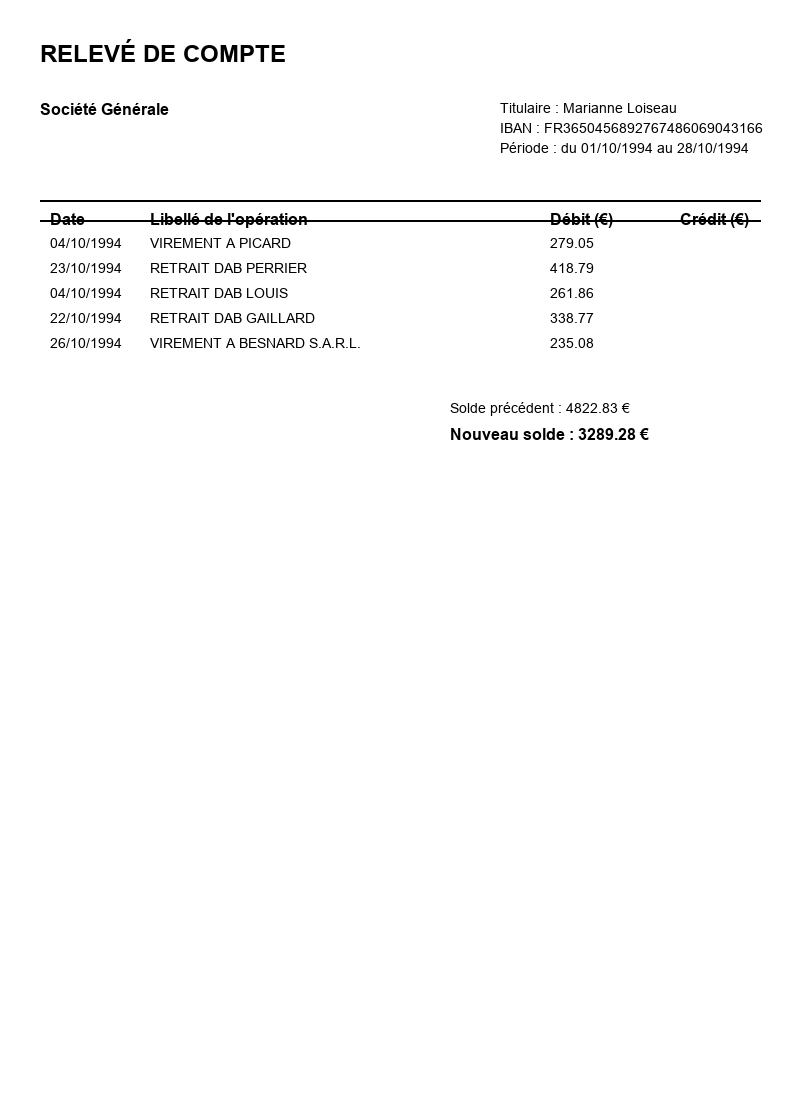 RELEVÉ DE COMPTE
Société Générale
Titulaire : Marianne Loiseau
IBAN : FR3650456892767486069043166
Période : du 01/10/1994 au 28/10/1994
Date Libellé de l'opération Débit (€) Crédit (€)
04/10/1994 VIREMENT A PICARD 279.05
23/10/1994 RETRAIT DAB PERRIER 418.79
04/10/1994 RETRAIT DAB LOUIS 261.86
22/10/1994 RETRAIT DAB GAILLARD 338.77
26/10/1994 VIREMENT A BESNARD S.A.R.L. 235.08
Solde précédent : 4822.83 €
Nouveau solde : 3289.28 €